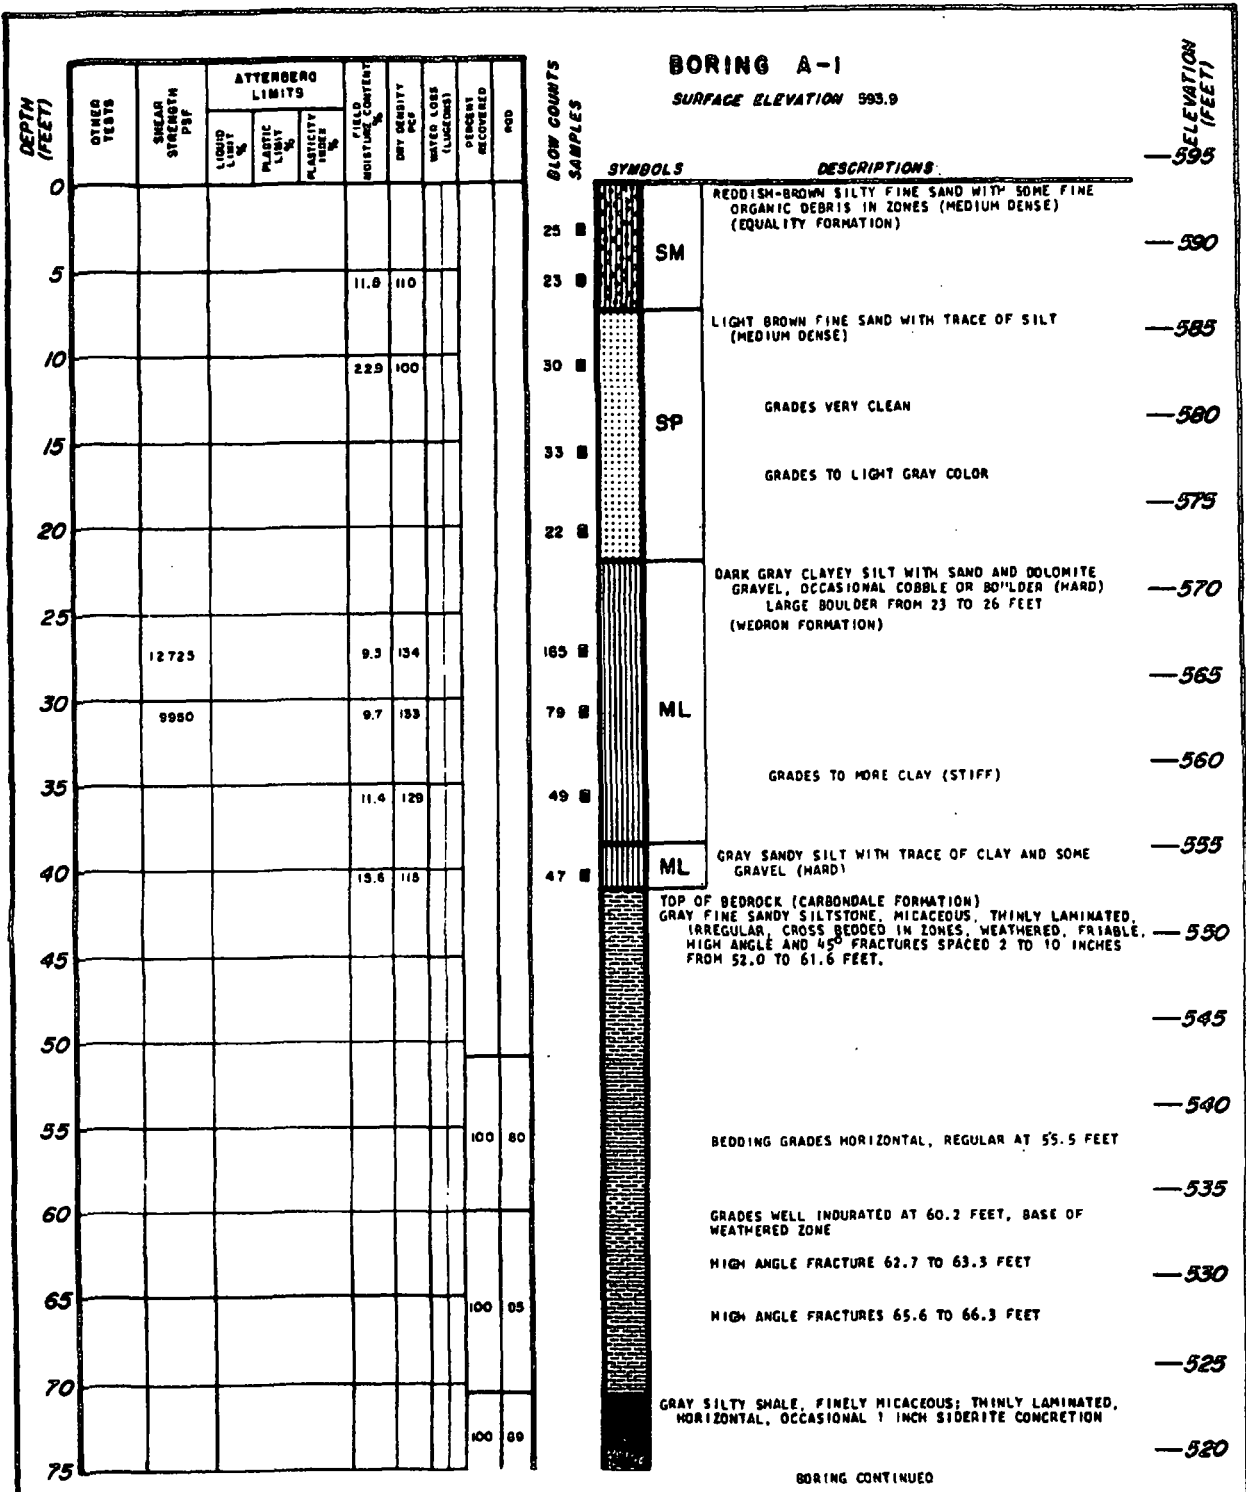 BORING A-1
SURFACE ELEVATION 593.9
DEPTH (FEET)
OTHER TESTS
SHEAR STRENGTH PSF
ATTERBERG LIMITS
LIQUID LIMIT %
PLASTIC LIMIT %
PLASTICITY INDEX %
FIELD MOISTURE CONTENT %
DRY DENSITY PCF
WATER LOSS (LUGEONS)
PERCENT RECOVERED
RQD
BLOW COUNTS
SAMPLES
SYMBOLS
DESCRIPTIONS
ELEVATION (FEET)
595
0
REDDISH-BROWN SILTY FINE SAND WITH SOME FINE
ORGANIC DEBRIS IN ZONES (MEDIUM DENSE)
(EQUALITY FORMATION)
25
SM
590
5
11.8 110
23
LIGHT BROWN FINE SAND WITH TRACE OF SILT
(MEDIUM DENSE)
585
10
22.9 100
30
GRADES VERY CLEAN
SP
580
15
33
GRADES TO LIGHT GRAY COLOR
575
20
22
DARK GRAY CLAYEY SILT WITH SAND AND DOLOMITE
GRAVEL, OCCASIONAL COBBLE OR BOULDER (HARD)
LARGE BOULDER FROM 23 TO 26 FEET
(WEDRON FORMATION)
570
25
12725 9.3 134
165
565
30
9950 9.7 133
79
ML
560
GRADES TO MORE CLAY (STIFF)
35
11.4 129
49
555
GRAY SANDY SILT WITH TRACE OF CLAY AND SOME
GRAVEL (HARD)
ML
40
15.6 115
47
TOP OF BEDROCK (CARBONDALE FORMATION)
GRAY FINE SANDY SILTSTONE, MICACEOUS, THINLY LAMINATED,
IRREGULAR, CROSS BEDDED IN ZONES, WEATHERED, FRIABLE,
HIGH ANGLE AND 45° FRACTURES SPACED 2 TO 10 INCHES
FROM 52.0 TO 61.6 FEET.
550
45
545
50
540
55
100 80
BEDDING GRADES HORIZONTAL, REGULAR AT 55.5 FEET
535
60
GRADES WELL INDURATED AT 60.2 FEET, BASE OF
WEATHERED ZONE
HIGH ANGLE FRACTURE 62.7 TO 63.3 FEET
530
65
100
HIGH ANGLE FRACTURES 65.6 TO 66.3 FEET
525
70
GRAY SILTY SHALE, FINELY MICACEOUS; THINLY LAMINATED,
HORIZONTAL, OCCASIONAL 1 INCH SIDERITE CONCRETION
100
520
75
BORING CONTINUED